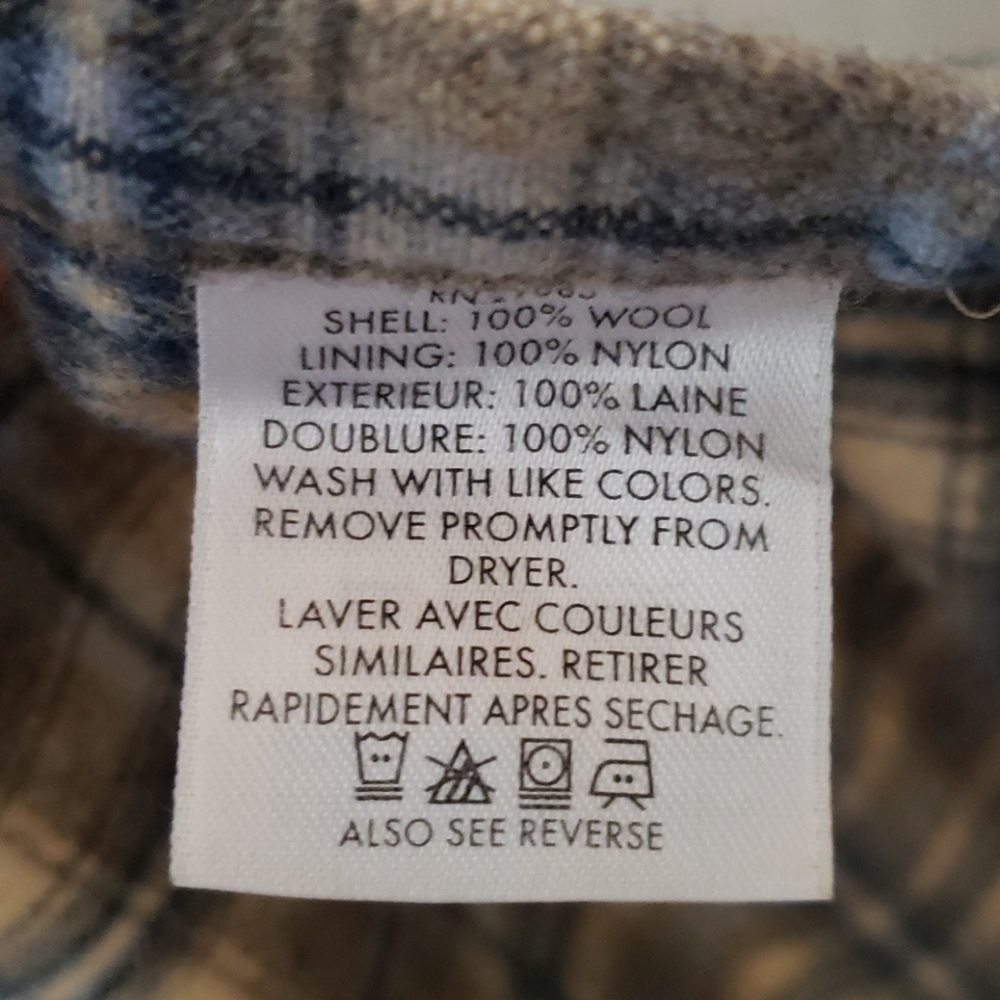 SHELL: 100% WOOL
LINING: 100% NYLON
EXTERIEUR: 100% LAINE
DOUBLURE: 100% NYLON
WASH WITH LIKE COLORS.
REMOVE PROMPTLY FROM
DRYER.
LAVER AVEC COULEURS
SIMILAIRES. RETIRER
RAPIDEMENT APRES SECHAGE.
ALSO SEE REVERSE